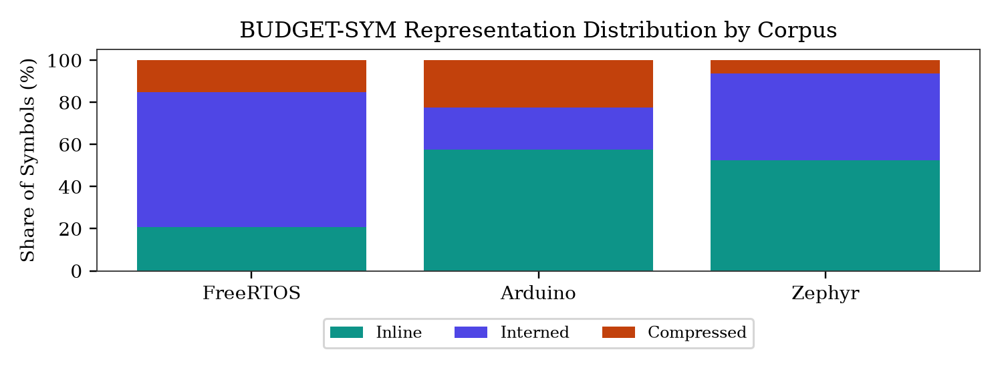 BUDGET-SYM Representation Distribution by Corpus
Share of Symbols (%)
100
80
60
40
20
0
FreeRTOS Arduino Zephyr
Inline Interned Compressed